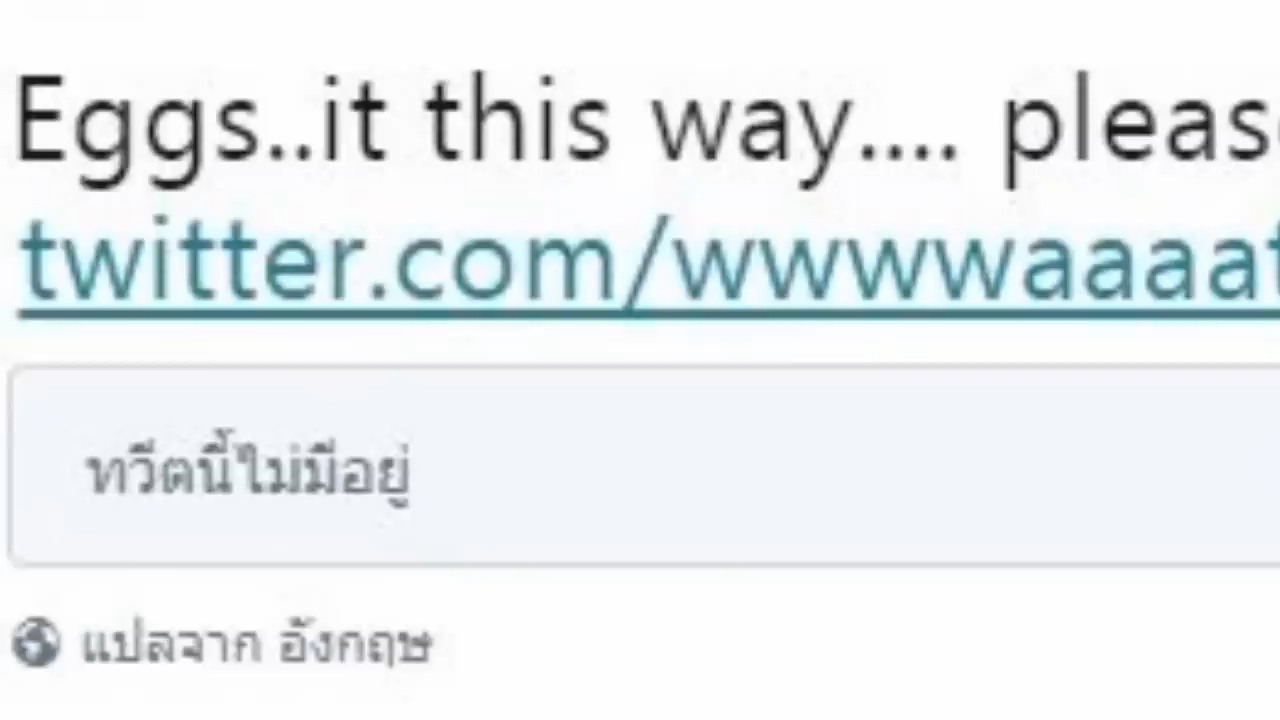 Eggs..it this way.... pleas
twitter.com/wwwwaaaat
ทวีตนี้ไม่มีอยู่
แปลจาก อังกฤษ